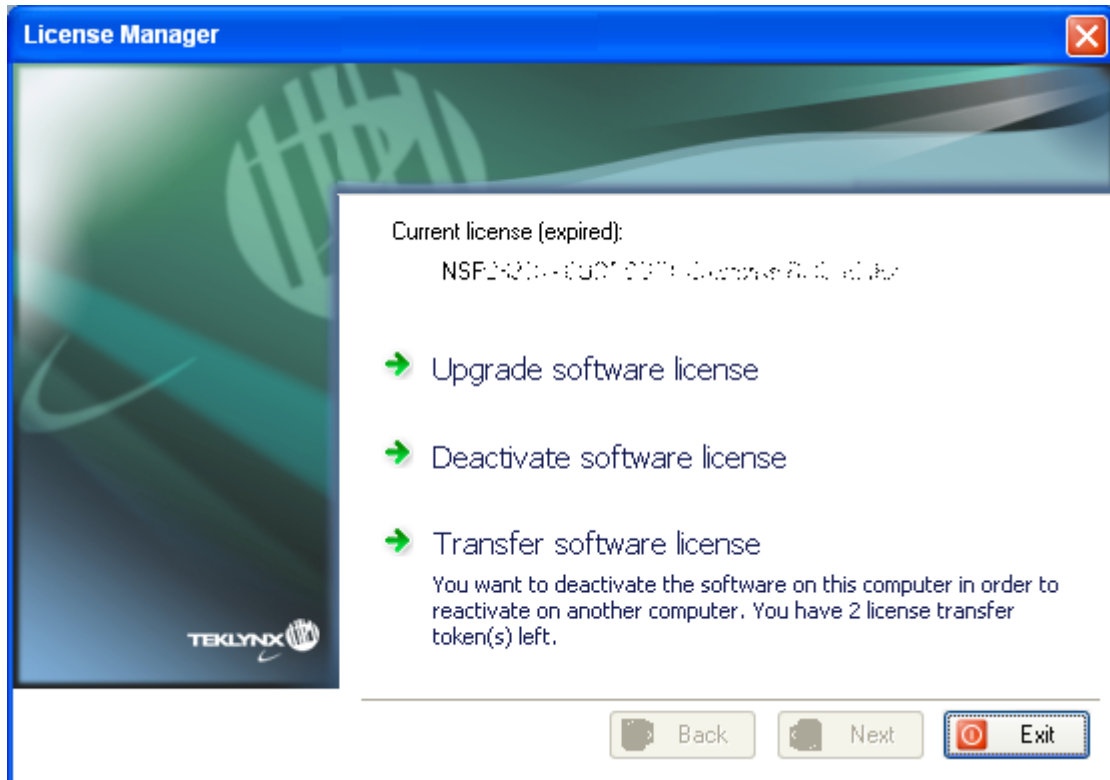 License Manager
Current license (expired):
Upgrade software license
Deactivate software license
Transfer software license
You want to deactivate the software on this computer in order to
reactivate on another computer. You have 2 license transfer
token(s) left.
TEKLYNX
Back
Next
Exit